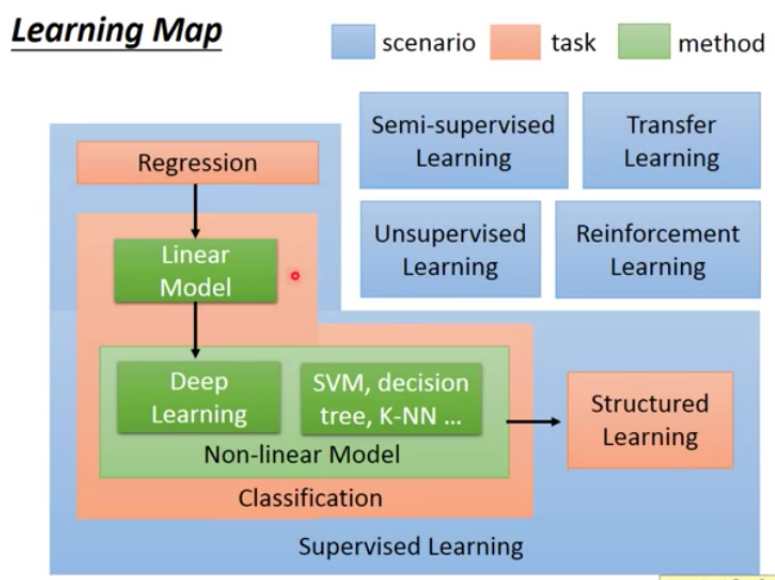 Learning Map
scenario
task
method
Semi-supervised
Learning
Transfer
Learning
Regression
Unsupervised
Learning
Reinforcement
Learning
Linear
Model
Deep
Learning
SVM, decision
tree, K-NN ...
Non-linear Model
Classification
Structured
Learning
Supervised Learning